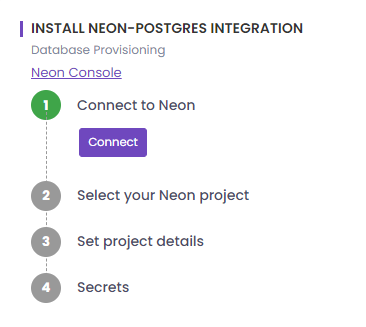 INSTALL NEON-POSTGRES INTEGRATION
Database Provisioning
Neon Console
1 Connect to Neon
Connect
2 Select your Neon project
3 Set project details
4 Secrets